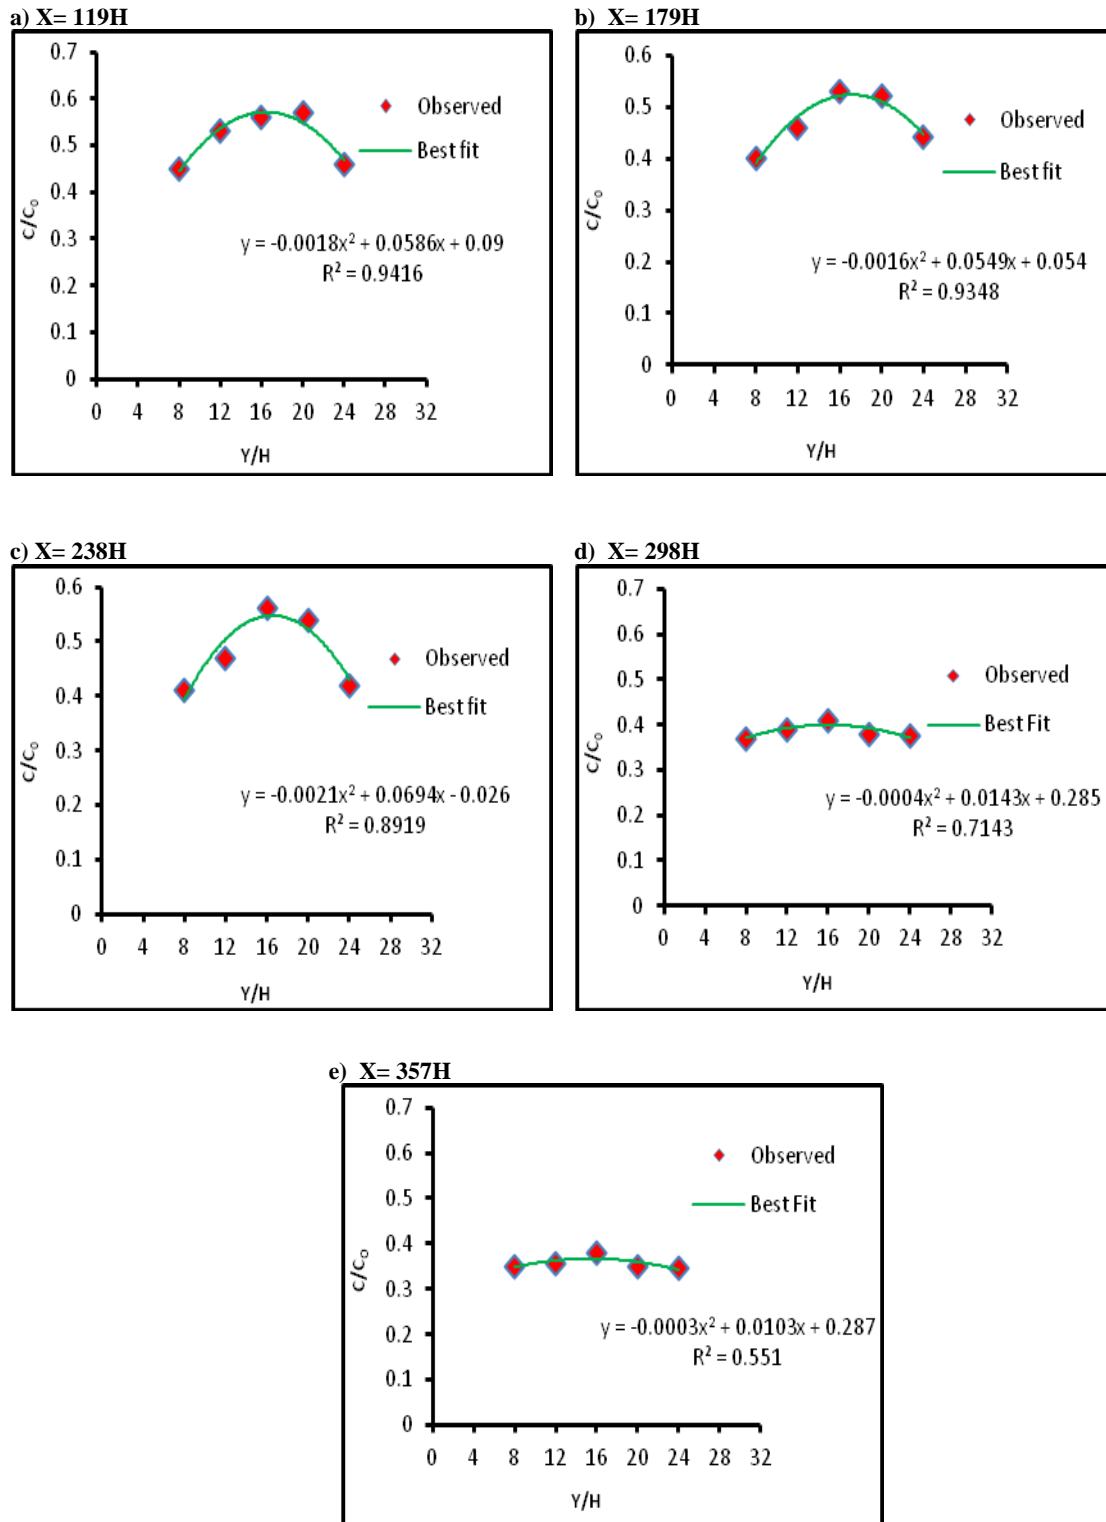 a) X= 119H
0.7
0.6
0.5
0.4
0.3
0.2
0.1
0
C/C₀
Observed
Best fit
y = -0.0018x² + 0.0586x + 0.09
R² = 0.9416
0 4 8 12 16 20 24 28 32
Y/H
b) X= 179H
0.6
0.5
0.4
0.3
0.2
0.1
0
C/C₀
Observed
Best fit
y = -0.0016x² + 0.0549x + 0.054
R² = 0.9348
0 4 8 12 16 20 24 28 32
Y/H
c) X= 238H
0.6
0.5
0.4
0.3
0.2
0.1
0
C/C₀
Observed
Best fit
y = -0.0021x² + 0.0694x - 0.026
R² = 0.8919
0 4 8 12 16 20 24 28 32
Y/H
d) X= 298H
0.7
0.6
0.5
0.4
0.3
0.2
0.1
0
C/C₀
Observed
Best Fit
y = -0.0004x² + 0.0143x + 0.285
R² = 0.7143
0 4 8 12 16 20 24 28 32
Y/H
e) X= 357H
0.7
0.6
0.5
0.4
0.3
0.2
0.1
0
C/C₀
Observed
Best Fit
y = -0.0003x² + 0.0103x + 0.287
R² = 0.551
0 4 8 12 16 20 24 28 32
Y/H